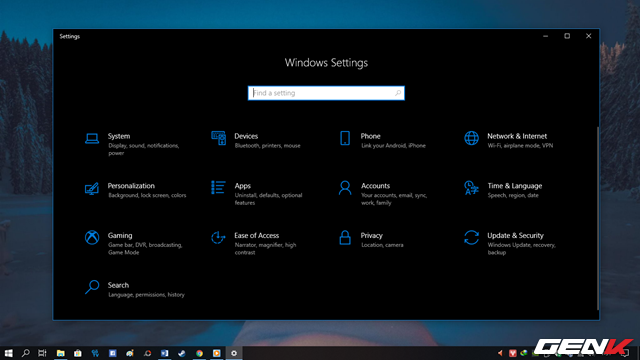 Settings
Windows Settings
Find a setting
System
Display, sound, notifications,
power
Devices
Bluetooth, printers, mouse
Phone
Link your Android, iPhone
Network & Internet
Wi-Fi, airplane mode, VPN
Personalization
Background, lock screen, colors
Apps
Uninstall, defaults, optional
features
Accounts
Your accounts, email, sync,
work, family
Time & Language
Speech, region, date
Gaming
Game bar, DVR, broadcasting,
Game Mode
Ease of Access
Narrator, magnifier, high
contrast
Privacy
Location, camera
Update & Security
Windows Update, recovery,
backup
Search
Language, permissions, history
GENK